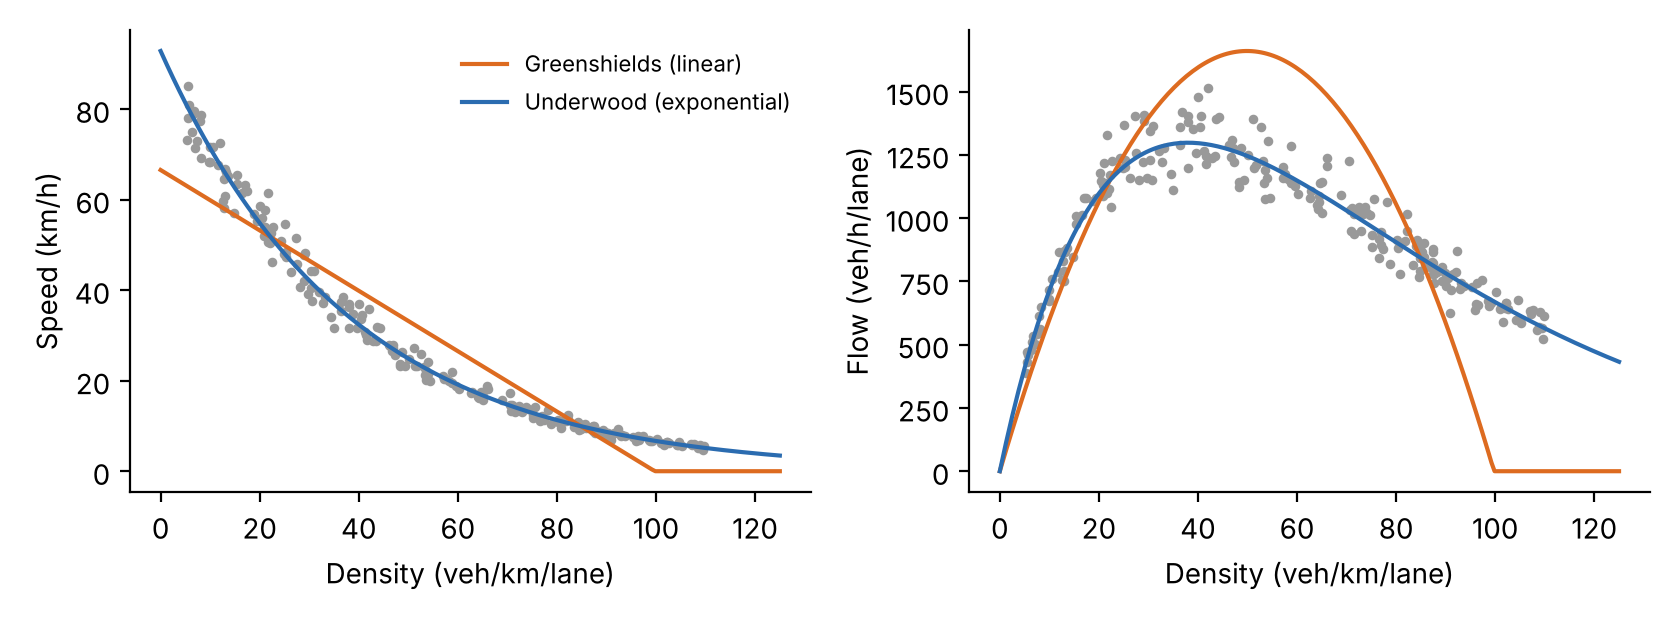 Greenshields (linear)
Underwood (exponential)
80
60
40
20
0
Speed (km/h)
0 20 40 60 80 100 120
Density (veh/km/lane)
1500
1250
1000
750
500
250
0
Flow (veh/h/lane)
0 20 40 60 80 100 120
Density (veh/km/lane)